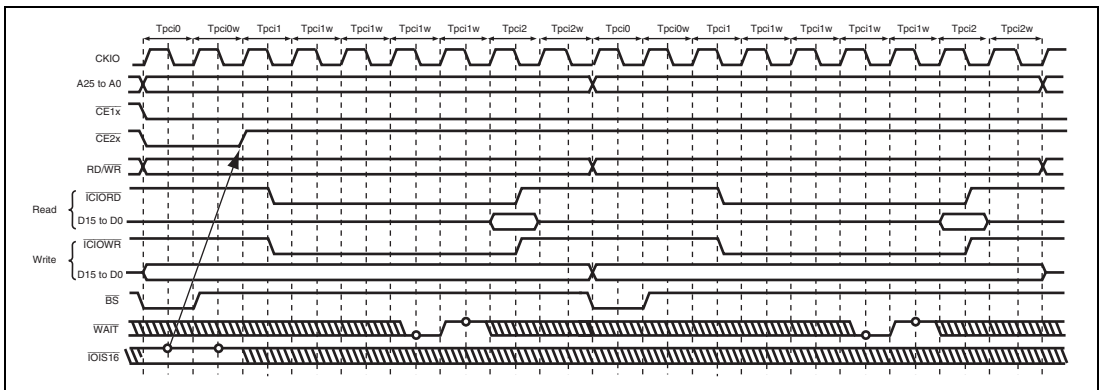 Tpci0 Tpci0w Tpci1 Tpci1w Tpci1w Tpci1w Tpci1w Tpci2 Tpci2w Tpci0 Tpci0w Tpci1 Tpci1w Tpci1w Tpci1w Tpci1w Tpci2 Tpci2w
CKIO
A25 to A0
CE1x
CE2x
RD/WR
Read
ICIORD
D15 to D0
Write
ICIOWR
D15 to D0
BS
WAIT
IOIS16